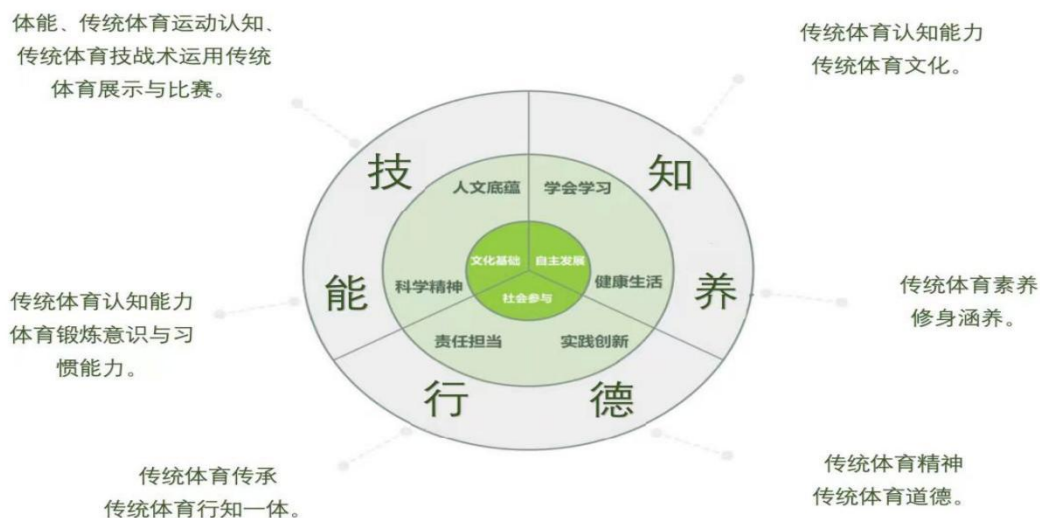 体能、传统体育运动认知、
传统体育技战术运用传统
体育展示与比赛。
传统体育认知能力
传统体育文化。
技
知
人文底蕴
学会学习
文化基础
自主发展
社会参与
科学精神
健康生活
能
养
传统体育认知能力
体育锻炼意识与习
惯能力。
传统体育素养
修身涵养。
责任担当
实践创新
行
德
传统体育传承
传统体育行知一体。
传统体育精神
传统体育道德。